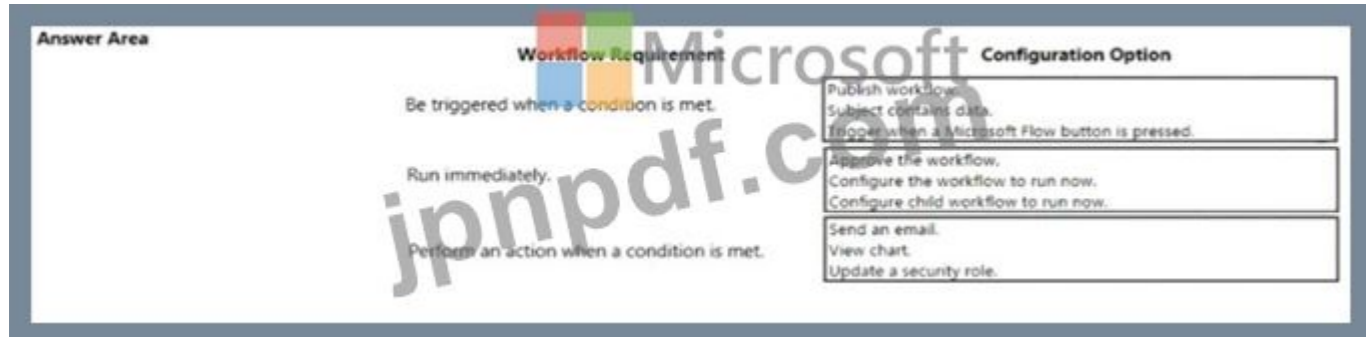 Answer Area
Microsoft
Workflow Requirement
Configuration Option
Be triggered when a condition is met.
Publish workflow.
Subject contains data.
Trigger when a Microsoft Flow button is pressed.
Run immediately.
Approve the workflow.
Configure the workflow to run now.
Configure child workflow to run now.
Perform an action when a condition is met.
Send an email.
View chart.
Update a security role.
jpnpdf.com